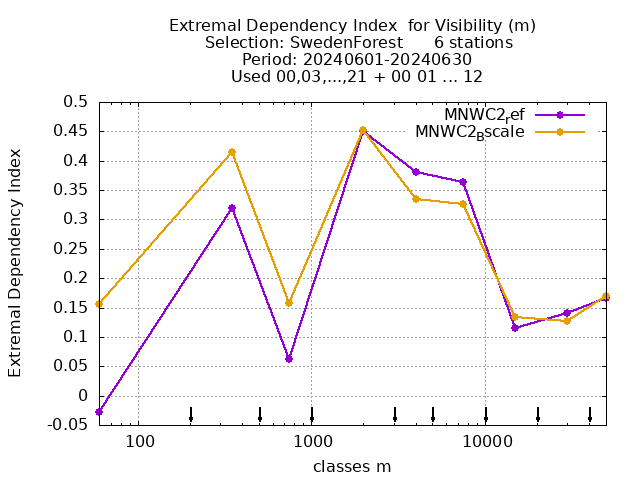 Extremal Dependency Index  for Visibility (m)
Selection: SwedenForest      6 stations
Period: 20240601-20240630
Used 00,03,...,21 + 00 01 ... 12
MNWC2ref
MNWC2Bscale
Extremal Dependency Index
0.5
0.45
0.4
0.35
0.3
0.25
0.2
0.15
0.1
0.05
0
-0.05
100
1000
10000
classes m